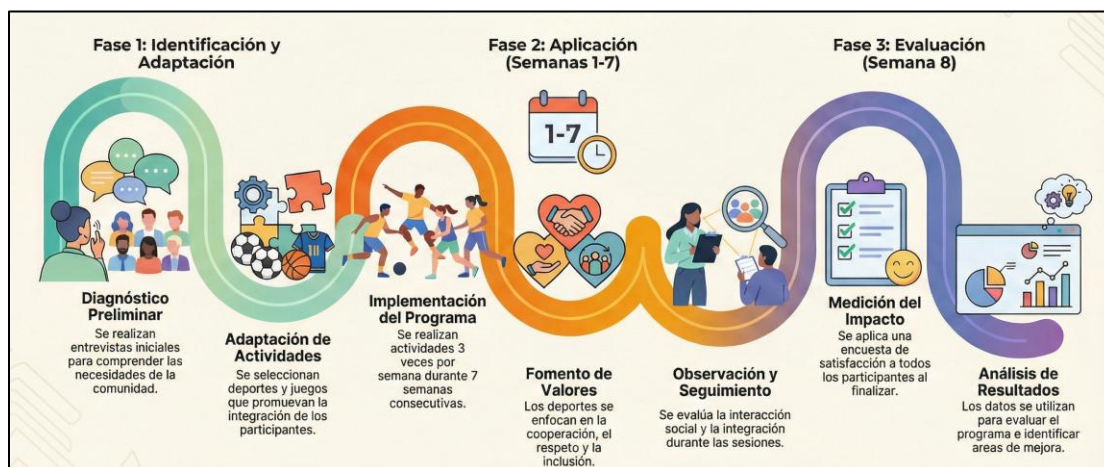 Fase 1: Identificación y
Adaptación
Fase 2: Aplicación
(Semanas 1-7)
Fase 3: Evaluación
(Semana 8)
1-7
10
Diagnóstico
Preliminar
Se realizan
entrevistas iniciales
para comprender las
necesidades de la
comunidad.
Adaptación de
Actividades
Se seleccionan
deportes y juegos
que promuevan la
integración de los
participantes.
Implementación
del Programa
Se realizan
actividades 3
veces por
semana durante 7
semanas
consecutivas.
Fomento de
Valores
Los deportes se
enfocan en la
cooperación, el
respeto y la
inclusión.
Observación y
Seguimiento
Se evalúa la interacción
social y la integración
durante las sesiones.
Medición del
Impacto
Se aplica una
encuesta de
satisfacción a todos
los participantes al
finalizar.
Análisis de
Resultados
Los datos se utilizan
para evaluar el
programa e identificar
areas de mejora.